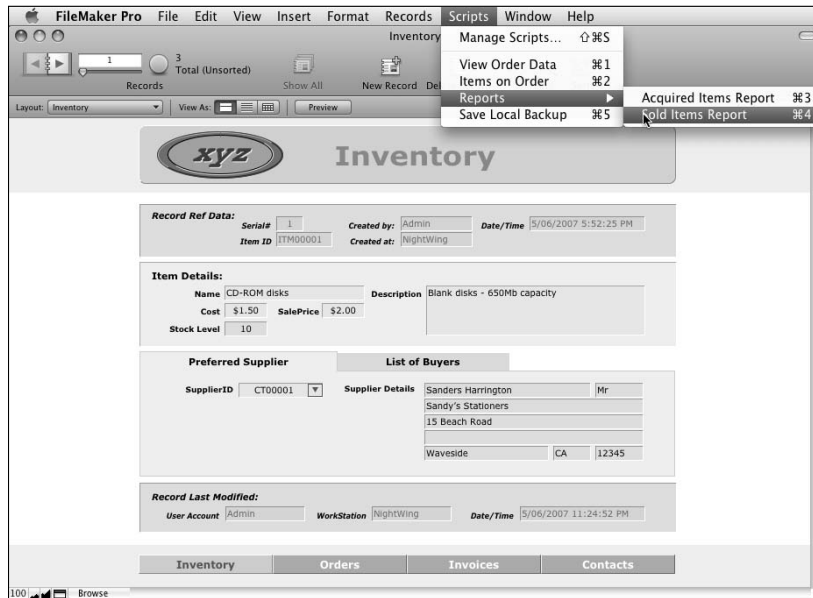 FileMaker Pro File Edit View Insert Format Records Scripts Window Help
Inventory
Manage Scripts... ⇧⌘S
View Order Data ⌘1
Items on Order ⌘2
Reports ▶
Save Local Backup ⌘5
Acquired Items Report ⌘3
Sold Items Report ⌘4
1
3
Total (Unsorted)
Records
Show All
New Record
Layout: Inventory
View As:
Preview
xyz
Inventory
Record Ref Data:
Serial# 1 Created by: Admin Date/Time 5/06/2007 5:52:25 PM
Item ID ITM00001 Created at: NightWing
Item Details:
Name CD-ROM disks Description Blank disks - 650Mb capacity
Cost $1.50 SalePrice $2.00
Stock Level 10
Preferred Supplier List of Buyers
SupplierID CT00001 Supplier Details Sanders Harrington Mr
Sandy's Stationers
15 Beach Road
Waveside CA 12345
Record Last Modified:
User Account Admin WorkStation NightWing Date/Time 5/06/2007 11:24:52 PM
Inventory Orders Invoices Contacts
100 Browse